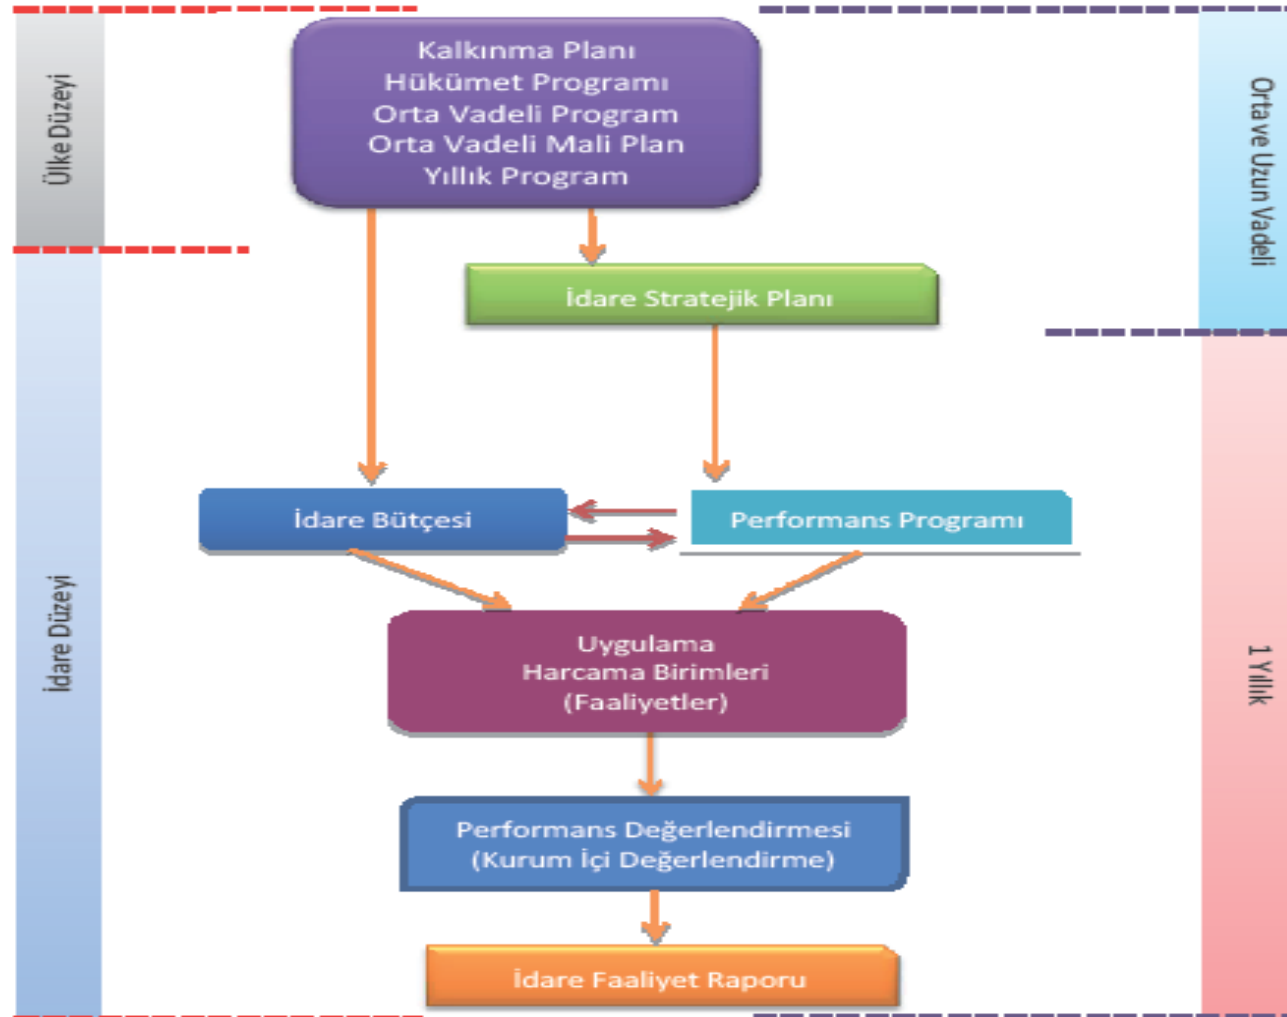 Ülke Düzeyi
Kalkınma Planı
Hükümet Programı
Orta Vadeli Program
Orta Vadeli Mali Plan
Yıllık Program
Orta ve Uzun Vadeli
İdare Stratejik Planı
İdare Düzeyi
İdare Bütçesi
Performans Programı
Uygulama
Harcama Birimleri
(Faaliyetler)
1 Yıllık
Performans Değerlendirmesi
(Kurum İçi Değerlendirme)
İdare Faaliyet Raporu